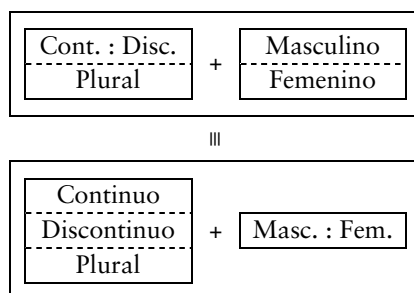 Cont. : Disc.
Plural
+
Masculino
Femenino
≡
Continuo
Discontinuo
Plural
+
Masc. : Fem.